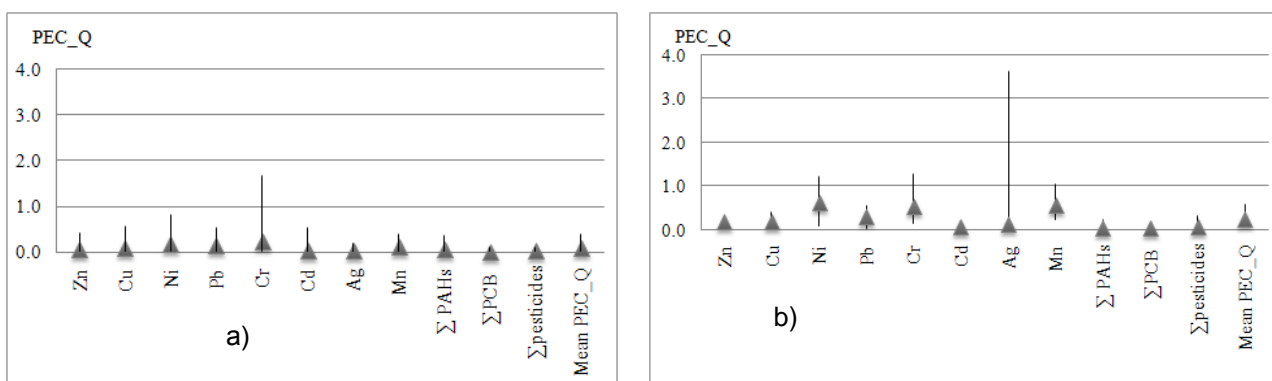 PEC_Q
4.0
3.0
2.0
1.0
0.0
Zn
Cu
Ni
Pb
Cr
Cd
Ag
Mn
∑ PAHs
∑PCB
∑pesticides
Mean PEC_Q
a)
PEC_Q
4.0
3.0
2.0
1.0
0.0
Zn
Cu
Ni
Pb
Cr
Cd
Ag
Mn
∑ PAHs
∑PCB
∑pesticides
Mean PEC_Q
b)